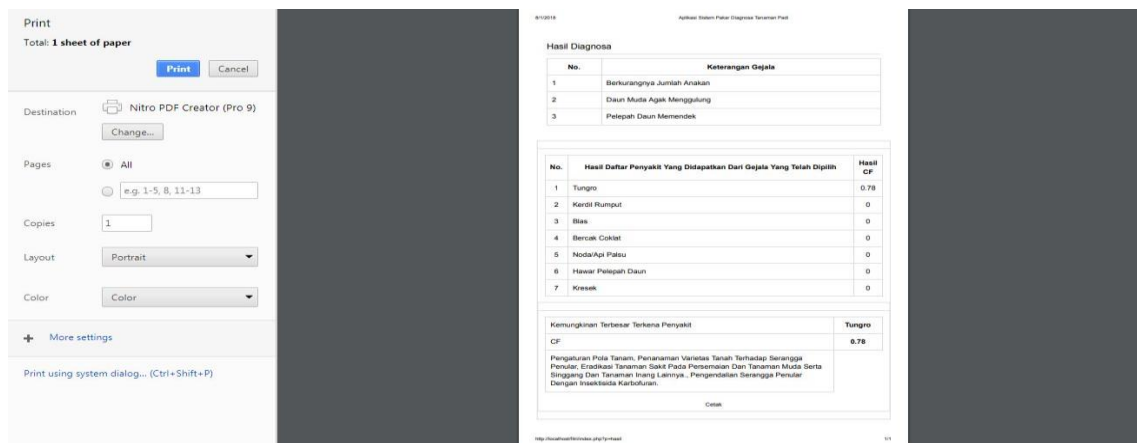 Print
Total: 1 sheet of paper
Print Cancel
Destination Nitro PDF Creator (Pro 9)
Change...
Pages All
e.g. 1-5, 8, 11-13
Copies 1
Layout Portrait
Color Color
+ More settings
Print using system dialog... (Ctrl+Shift+P)
8/1/2018 Aplikasi Sistem Pakar Diagnosa Tanaman Padi
Hasil Diagnosa
No. Keterangan Gejala
1 Berkurangnya Jumlah Anakan
2 Daun Muda Agak Menggulung
3 Pelepah Daun Memendek
No. Hasil Daftar Penyakit Yang Didapatkan Dari Gejala Yang Telah Dipilih Hasil CF
1 Tungro 0.78
2 Kerdil Rumput 0
3 Blas 0
4 Bercak Coklat 0
5 Noda/Api Palsu 0
6 Hawar Pelepah Daun 0
7 Kresek 0
Kemungkinan Terbesar Terkena Penyakit Tungro
CF 0.78
Pengaturan Pola Tanam, Penanaman Varietas Tanah Terhadap Serangga
Penular, Eradikasi Tanaman Sakit Pada Persemaian Dan Tanaman Muda Serta
Singgang Dan Tanaman Inang Lainnya , Pengendalian Serangga Penular
Dengan Insektisida Karbofuran.
Cetak
1/1